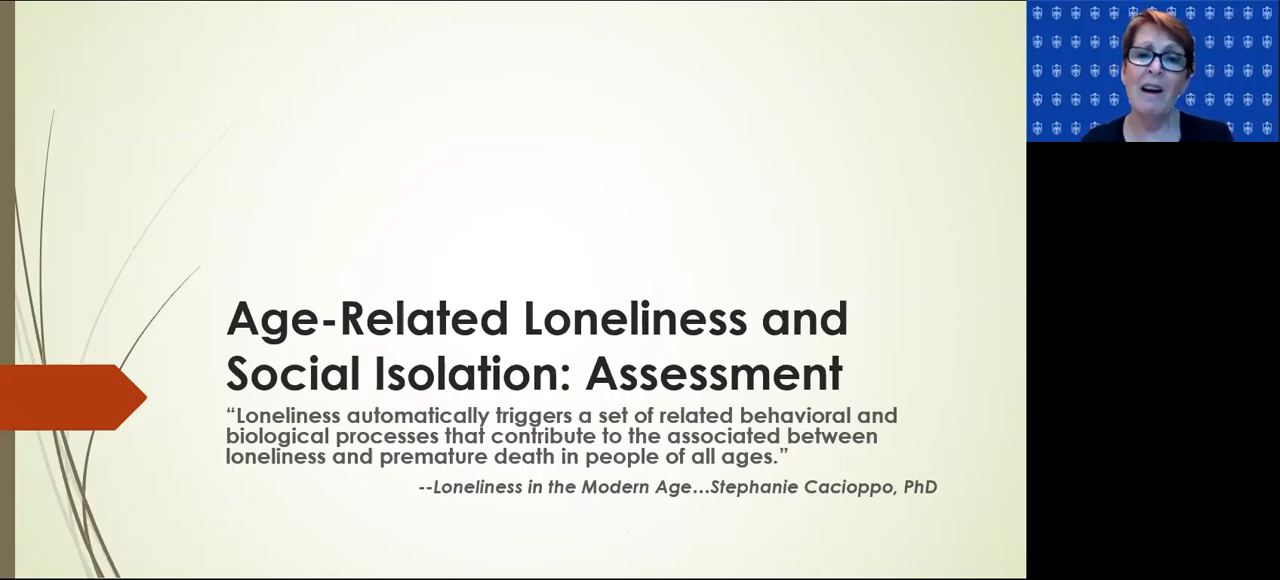 Age-Related Loneliness and
Social Isolation: Assessment
“Loneliness automatically triggers a set of related behavioral and
biological processes that contribute to the associated between
loneliness and premature death in people of all ages.”
--Loneliness in the Modern Age…Stephanie Cacioppo, PhD